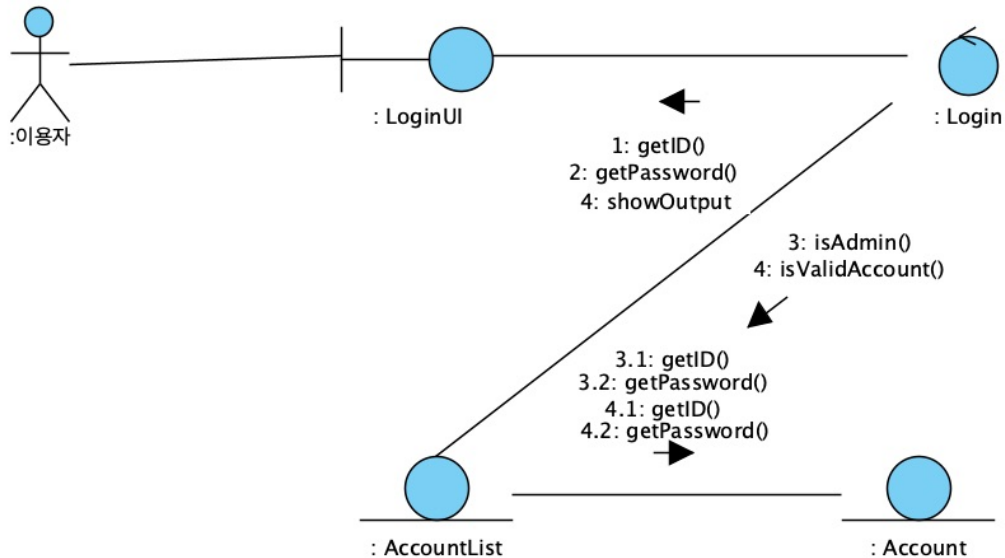 : LoginUI
: Login
:이용자
1: getID()
2: getPassword()
4: showOutput
3: isAdmin()
4: isValidAccount()
3.1: getID()
3.2: getPassword()
4.1: getID()
4.2: getPassword()
: AccountList
: Account